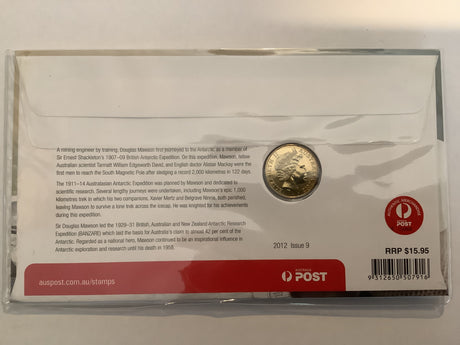 A mining engineer by training, Douglas Mawson first journeyed to the Antarctic as a member of
Sir Ernest Shackleton's 1907–09 British Antarctic Expedition. On this expedition, Mawson, fellow
Australian scientist Tannatt William Edgeworth David, and English doctor Alistair Mackay were the
first men to reach the South Magnetic Pole after sledging a record 2,000 kilometres in 122 days.
The 1911–14 Australasian Antarctic Expedition was planned by Mawson and dedicated to
scientific research. Several lengthy journeys were undertaken, including Mawson's epic 1,000
kilometres trek in which his two companions, Xavier Mertz and Belgrave Ninnis, both perished,
leaving Mawson to survive a lone trek across the icecap. He was knighted for his achievements
during this expedition.
Sir Douglas Mawson led the 1929–31 British, Australian and New Zealand Antarctic Research
Expedition (BANZARE) which laid the basis for Australia's claim to almost 42 per cent of the
Antarctic. Regarded as a national hero, Mawson continued to be an inspirational influence in
Antarctic exploration and research until his death in 1958.
2012 Issue 9
POST
RRP $15.95
9 312650 507916
auspost.com.au/stamps
AUSTRALIA
POST